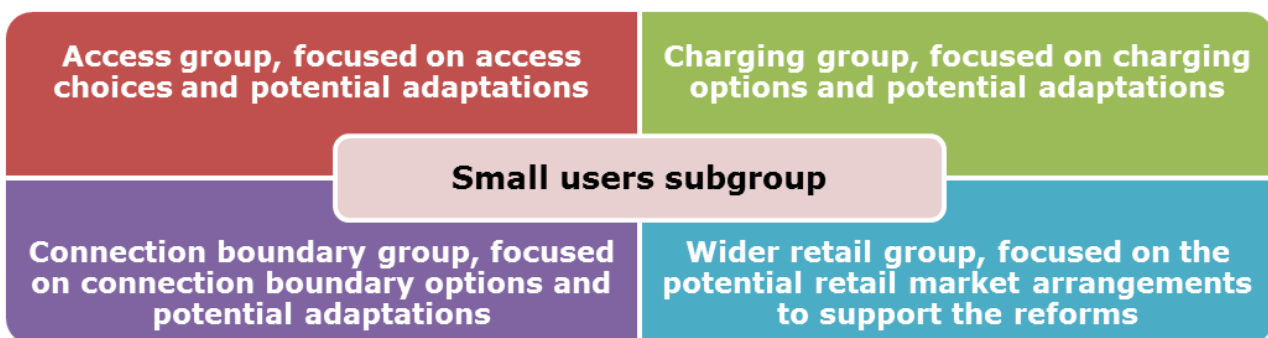 Access group, focused on access
choices and potential adaptations
Charging group, focused on charging
options and potential adaptations
Small users subgroup
Connection boundary group, focused
on connection boundary options and
potential adaptations
Wider retail group, focused on the
potential retail market arrangements
to support the reforms